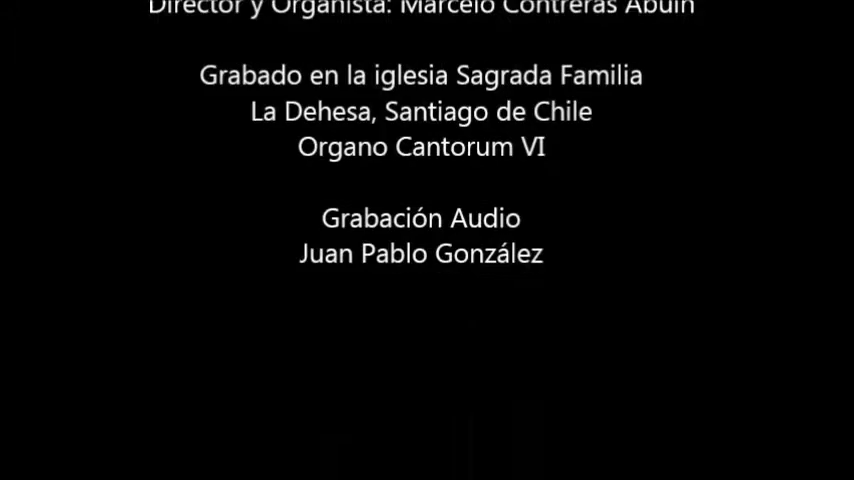 Director y Organista: Marcelo Contreras Abuin
Grabado en la iglesia Sagrada Familia
La Dehesa, Santiago de Chile
Organo Cantorum VI
Grabación Audio
Juan Pablo González